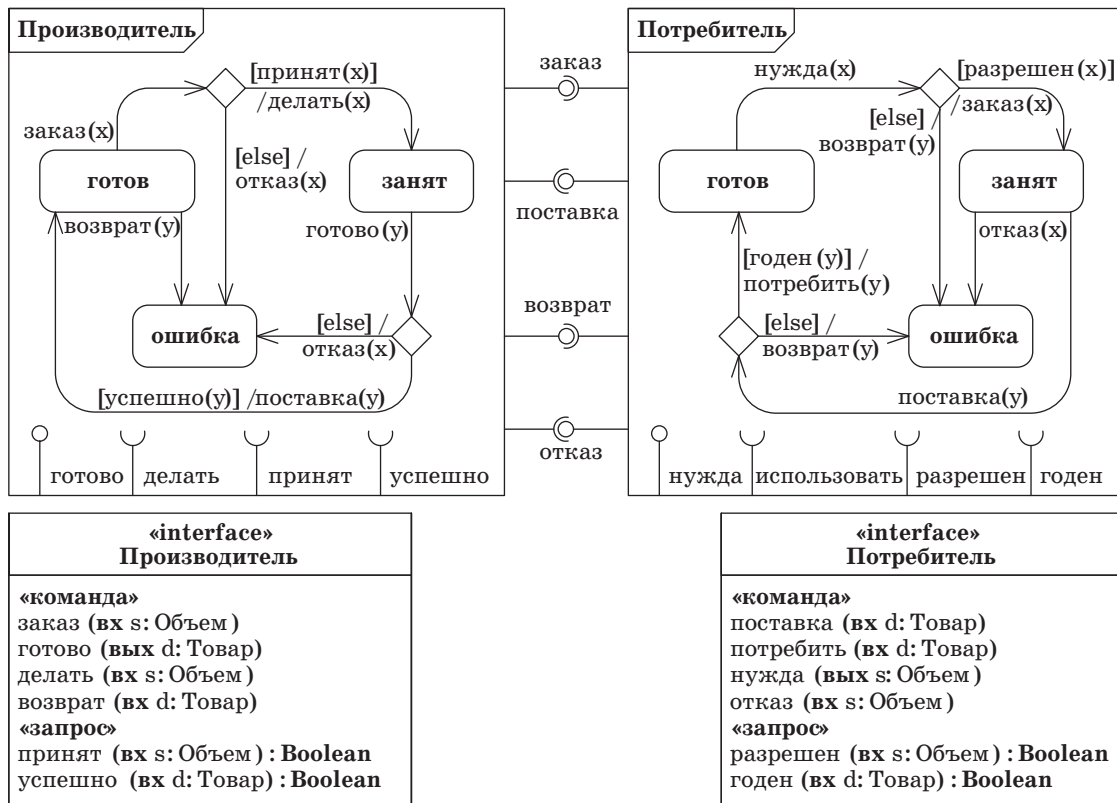 Производитель
заказ(x)
[принят(x)]
/делать(x)
[else] /
отказ(x)
готов
занят
возврат(y)
готово(y)
ошибка
[else] /
отказ(x)
[успешно(y)] /поставка(y)
готово
делать
принят
успешно
заказ
поставка
возврат
отказ
Потребитель
нужда(x)
[разрешен(x)]
/заказ(x)
[else] /
возврат(y)
готов
занят
отказ(x)
[годен(y)] /
потребить(y)
[else] /
возврат(y)
ошибка
поставка(y)
нужда
использовать
разрешен
годен
«interface»
Производитель
«команда»
заказ (вх s: Объем)
готово (вых d: Товар)
делать (вх s: Объем)
возврат (вх d: Товар)
«запрос»
принят (вх s: Объем) : Boolean
успешно (вх d: Товар) : Boolean
«interface»
Потребитель
«команда»
поставка (вх d: Товар)
потребить (вх d: Товар)
нужда (вых s: Объем)
отказ (вх s: Объем)
«запрос»
разрешен (вх s: Объем) : Boolean
годен (вх d: Товар) : Boolean